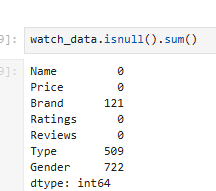 9]: watch_data.isnull().sum()
9]: Name 0
Price 0
Brand 121
Ratings 0
Reviews 0
Type 509
Gender 722
dtype: int64